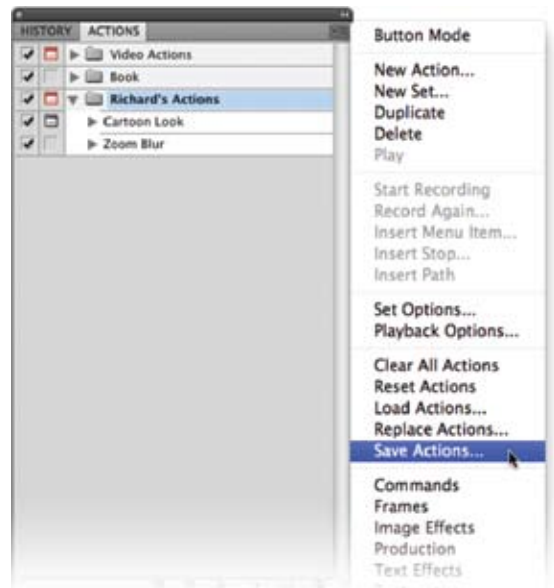 HISTORY ACTIONS
Video Actions
Book
Richard's Actions
Cartoon Look
Zoom Blur
Button Mode
New Action...
New Set...
Duplicate
Delete
Play
Start Recording
Record Again...
Insert Menu Item...
Insert Stop...
Insert Path
Set Options...
Playback Options...
Clear All Actions
Reset Actions
Load Actions...
Replace Actions...
Save Actions...
Commands
Frames
Image Effects
Production
Text Effects